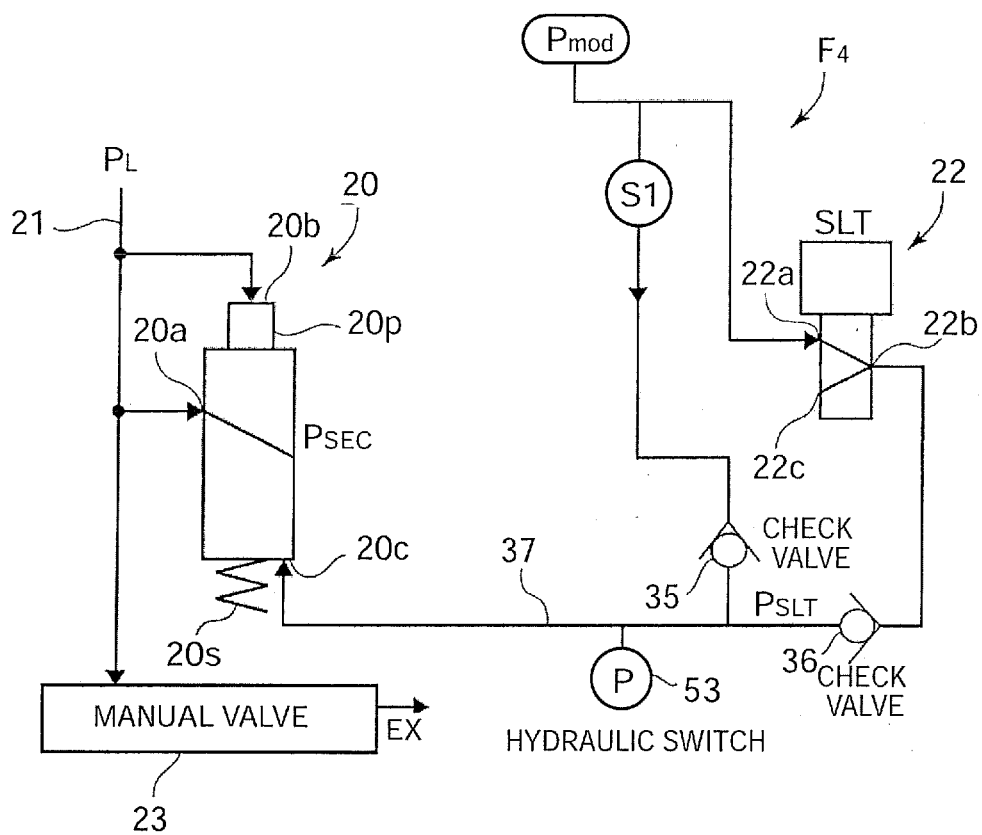 Pmod
F4
PL
20
22
21
20b
S1
SLT
22a
20a
20p
22b
PSEC
22c
20c
37
CHECK
VALVE
35
PSLT
20s
36
CHECK
VALVE
P
53
MANUAL VALVE
EX
HYDRAULIC SWITCH
23